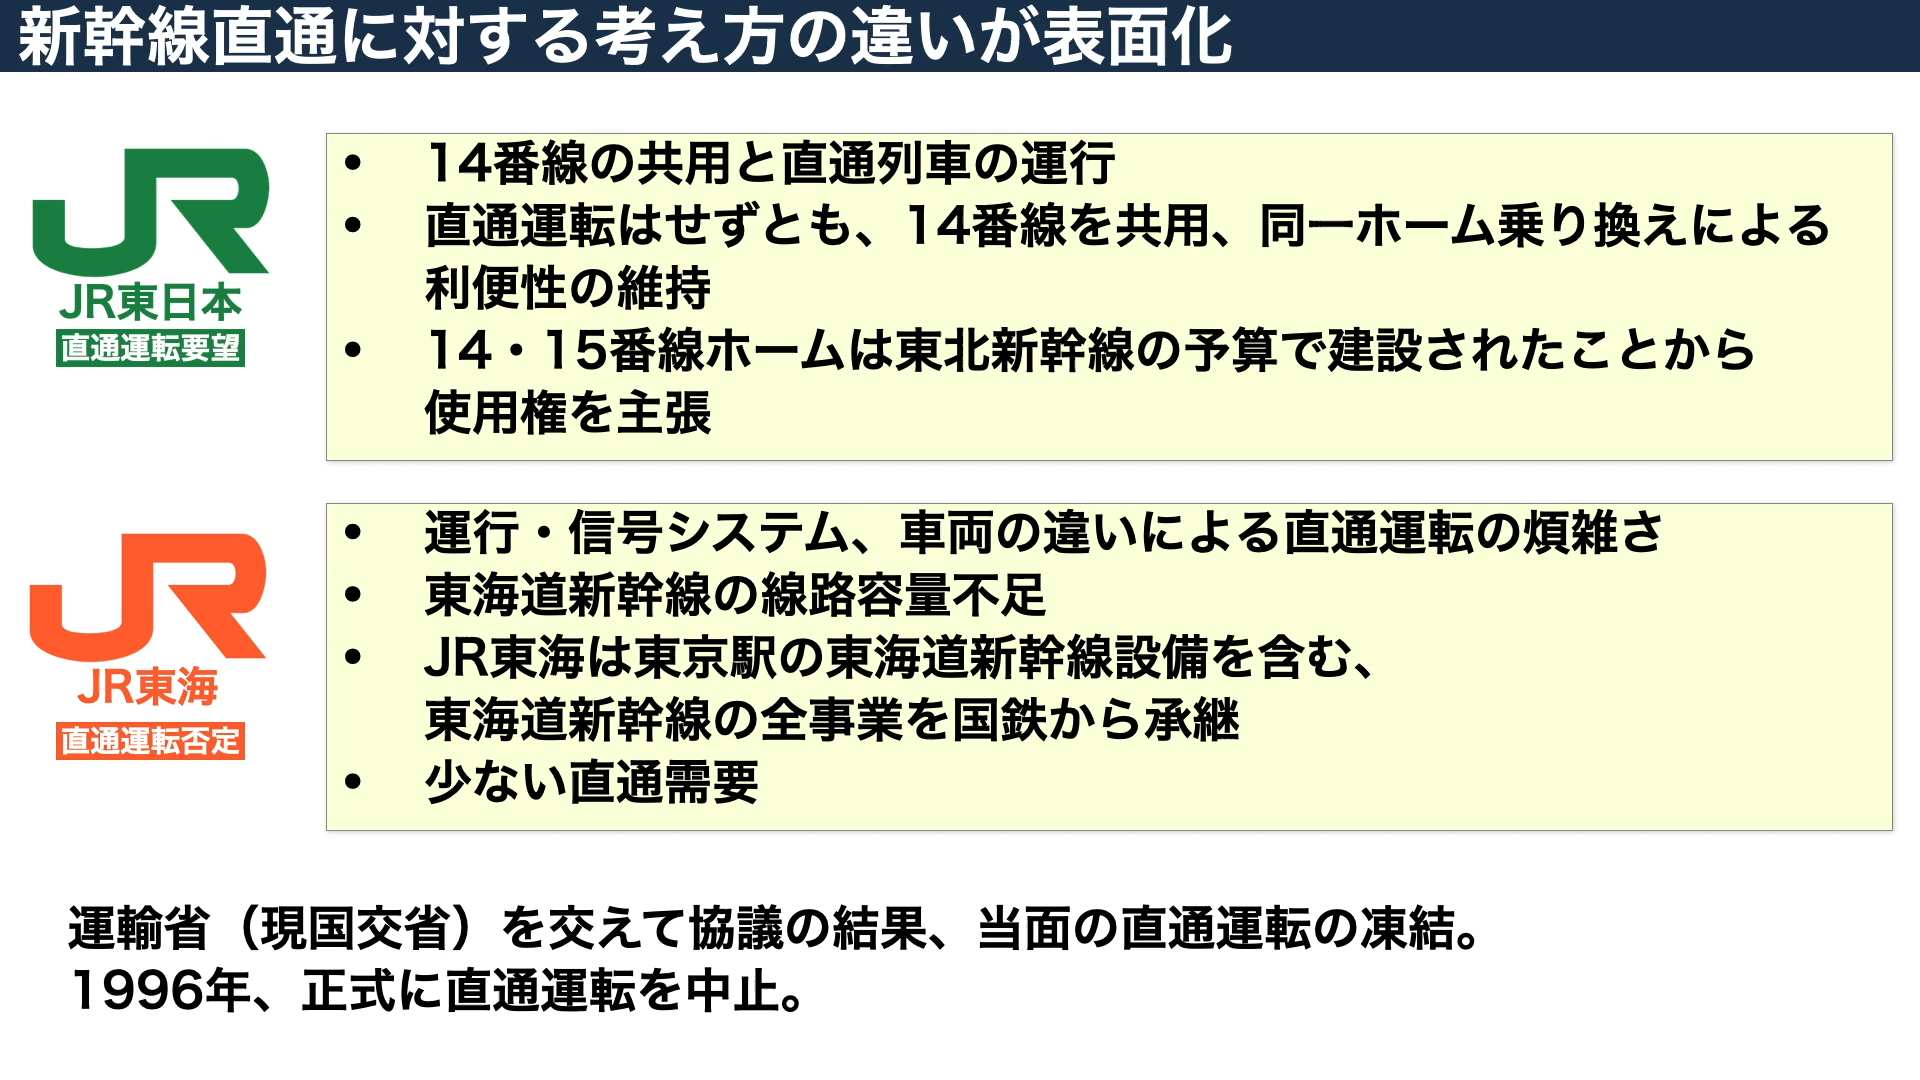 新幹線直通に対する考え方の違いが表面化
JR
JR東日本
直通運転要望
• 14番線の共用と直通列車の運行
• 直通運転はせずとも、14番線を共用、同一ホーム乗り換えによる
利便性の維持
• 14・15番線ホームは東北新幹線の予算で建設されたことから
使用権を主張
JR
JR東海
直通運転否定
• 運行・信号システム、車両の違いによる直通運転の煩雑さ
• 東海道新幹線の線路容量不足
• JR東海は東京駅の東海道新幹線設備を含む、
東海道新幹線の全事業を国鉄から承継
• 少ない直通需要
運輸省（現国交省）を交えて協議の結果、当面の直通運転の凍結。
1996年、正式に直通運転を中止。